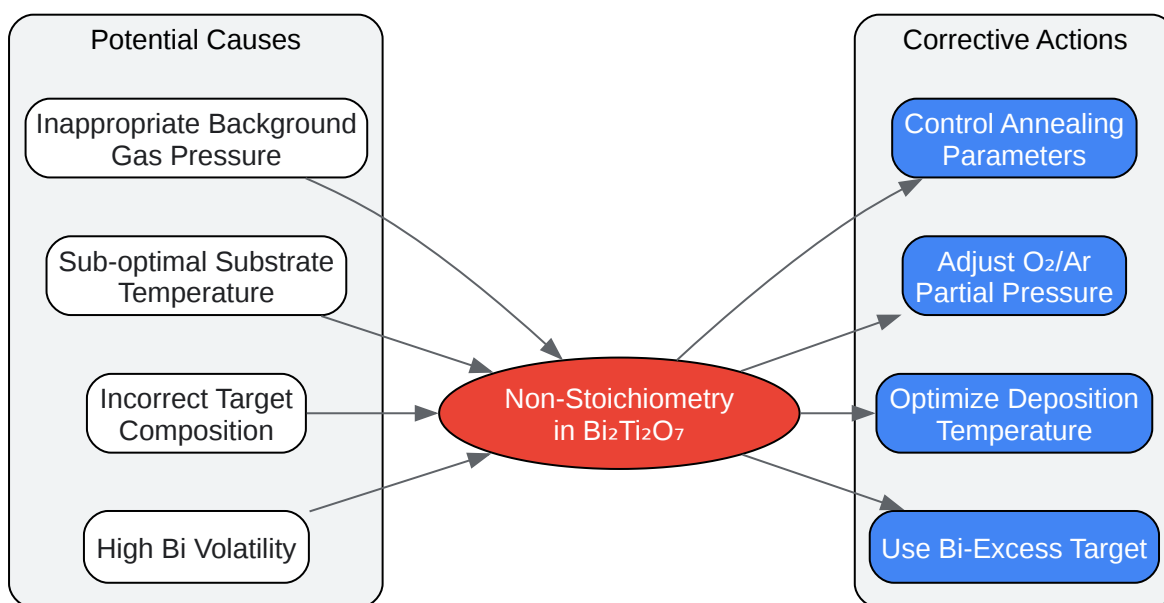 Potential Causes
Inappropriate Background
Gas Pressure
Sub-optimal Substrate
Temperature
Incorrect Target
Composition
High Bi Volatility
Non-Stoichiometry
in Bi₂Ti₂O₇
Corrective Actions
Control Annealing
Parameters
Adjust O₂/Ar
Partial Pressure
Optimize Deposition
Temperature
Use Bi-Excess Target